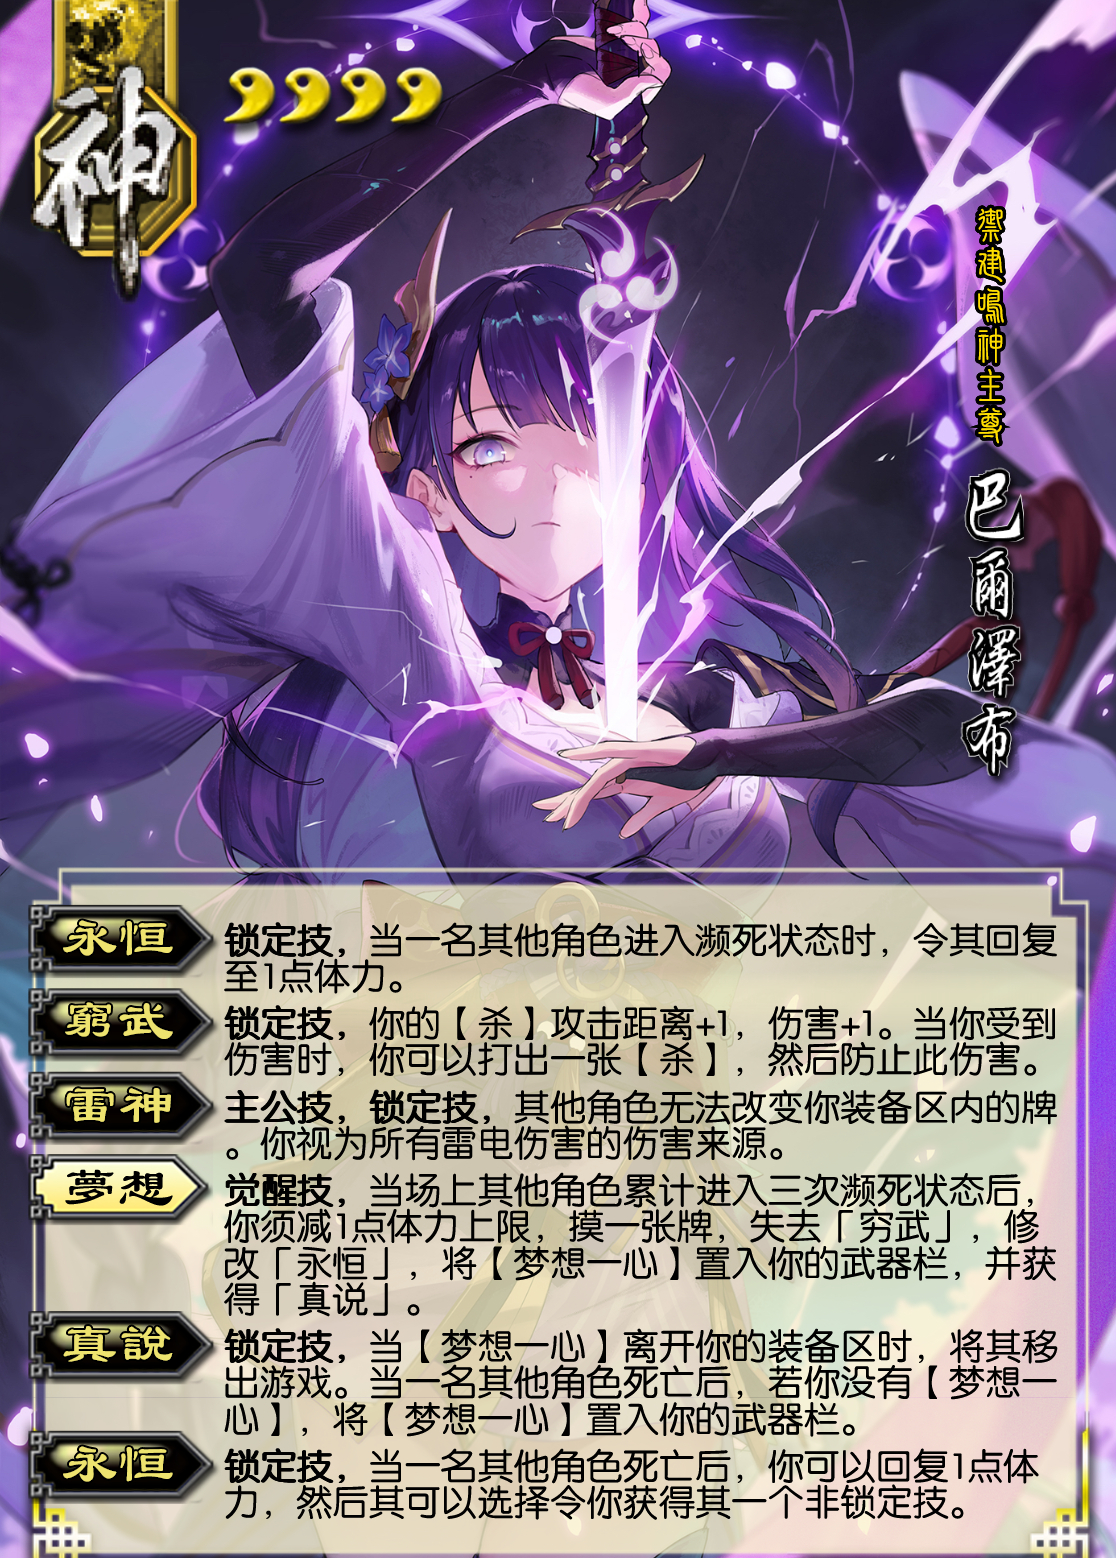 神
禦建鳴神主尊
巴爾澤布
永恒
锁定技，当一名其他角色进入濒死状态时，令其回复
至1点体力。
窮武
锁定技，你的【杀】攻击距离+1，伤害+1。当你受到
伤害时，你可以打出一张【杀】，然后防止此伤害。
雷神
主公技，锁定技，其他角色无法改变你装备区内的牌
。你视为所有雷电伤害的伤害来源。
夢想
觉醒技，当场上其他角色累计进入三次濒死状态后，
你须减1点体力上限，摸一张牌，失去「穷武」，修
改「永恒」，将【梦想一心】置入你的武器栏，并获
得「真说」。
真說
锁定技，当【梦想一心】离开你的装备区时，将其移
出游戏。当一名其他角色死亡后，若你没有【梦想一
心】，将【梦想一心】置入你的武器栏。
永恒
锁定技，当一名其他角色死亡后，你可以回复1点体
力，然后其可以选择令你获得其一个非锁定技。